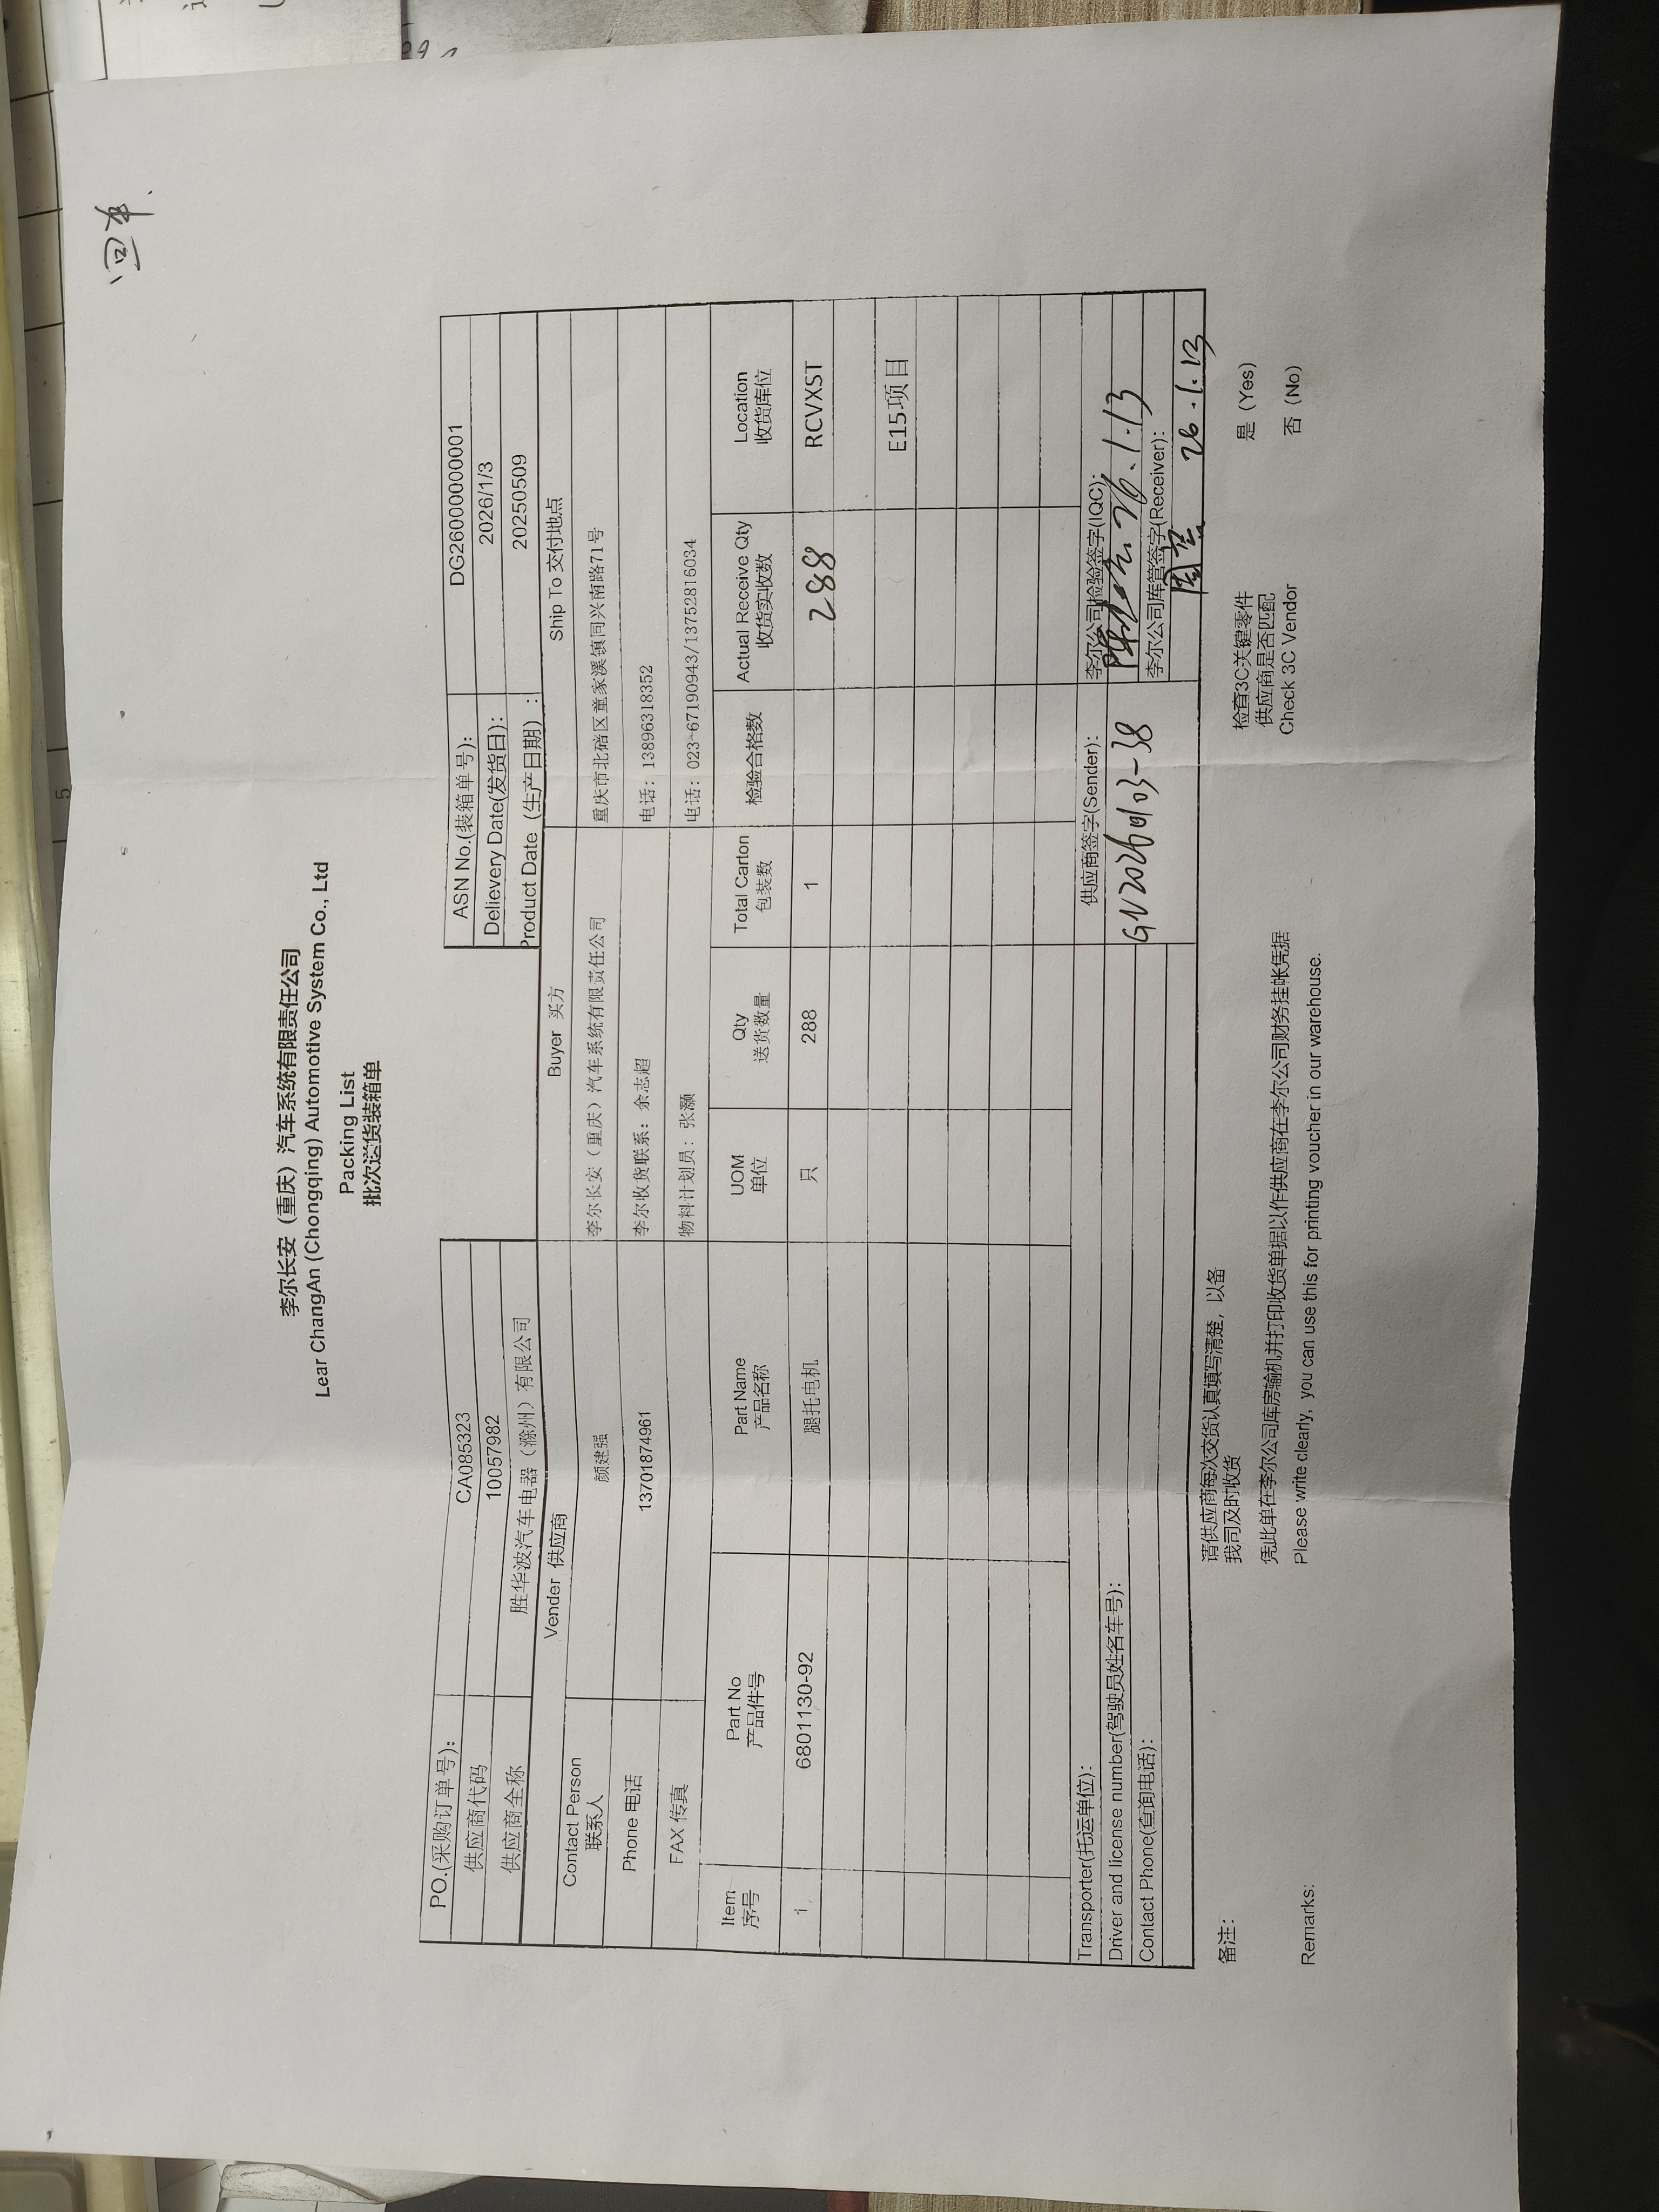 回单
李尔长安（重庆）汽车系统有限责任公司
Lear ChangAn (Chongqing) Automotive System Co., Ltd
Packing List
批次送货装箱单
PO.(采购订单号): CA085323 ASN No.(装箱单号): DG2600000001
供应商代码 10057982 Delievery Date(发货日): 2026/1/3
供应商全称 胜华波汽车电器（滁州）有限公司 Product Date（生产日期）: 20250509
Vender 供应商 Buyer 买方 Ship To 交付地点
Contact Person
联系人 颜建强 李尔长安（重庆）汽车系统有限责任公司 重庆市北碚区童家溪镇同兴南路71号
Phone 电话 13701874961 李尔收货联系：余志超 电话：13896318352
FAX 传真 物料计划员：张灏 电话：023-67190943/13752816034
Item Part No Part Name UOM Qty Total Carton 检验合格数 Actual Receive Qty Location
序号 产品件号 产品名称 单位 送货数量 包装数 收货实收数 收货库位
1 6801130-92 腿托电机 只 288 1 288 RCVXST
E15项目
Transporter(托运单位): 供应商签字(Sender): 李尔公司检验签字(IQC):
Driver and license number(驾驶员姓名车号): GN20260103-38 26.1.13
Contact Phone(查询电话): 李尔公司库管签字(Receiver):
26.1.13
备注: 请供应商每次交货认真填写清楚，以备
我司及时收货
检查3C关键零件
供应商是否匹配
Check 3C Vendor
是（Yes）
否（No）
凭此单在李尔公司库房输机并打印收货单据以作供应商在李尔公司财务挂帐凭据
Remarks: Please write clearly, you can use this for printing voucher in our warehouse.